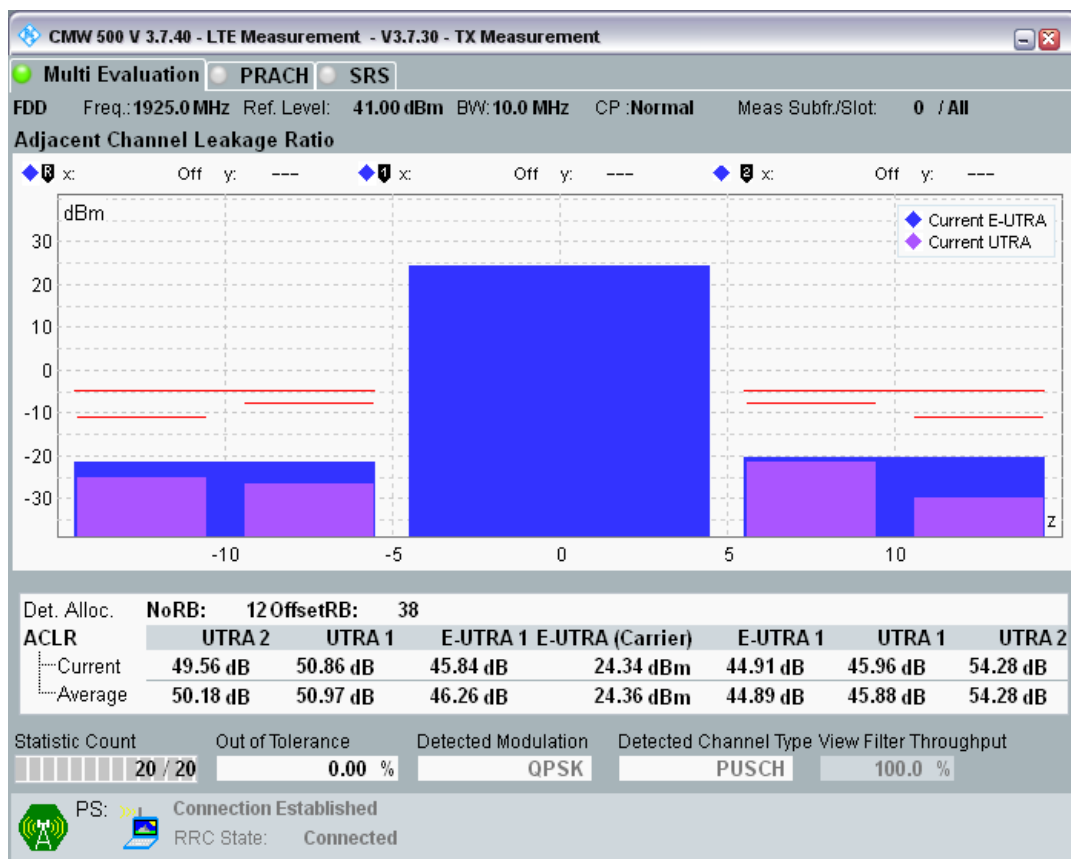 CMW 500 V 3.7.40 - LTE Measurement - V3.7.30 - TX Measurement
Multi Evaluation PRACH SRS
FDD Freq.: 1925.0 MHz Ref. Level: 41.00 dBm BW: 10.0 MHz CP :Normal Meas Subfr./Slot: 0 / All
Adjacent Channel Leakage Ratio
R x: Off y: --- 1 x: Off y: --- 2 x: Off y: ---
dBm
Current E-UTRA
Current UTRA
30
20
10
0
-10
-20
-30
z
-10 -5 0 5 10
Det. Alloc. NoRB: 12 OffsetRB: 38
ACLR UTRA 2 UTRA 1 E-UTRA 1 E-UTRA (Carrier) E-UTRA 1 UTRA 1 UTRA 2
Current 49.56 dB 50.86 dB 45.84 dB 24.34 dBm 44.91 dB 45.96 dB 54.28 dB
Average 50.18 dB 50.97 dB 46.26 dB 24.36 dBm 44.89 dB 45.88 dB 54.28 dB
Statistic Count Out of Tolerance Detected Modulation Detected Channel Type View Filter Throughput
20 / 20 0.00 % QPSK PUSCH 100.0 %
PS: Connection Established
RRC State: Connected